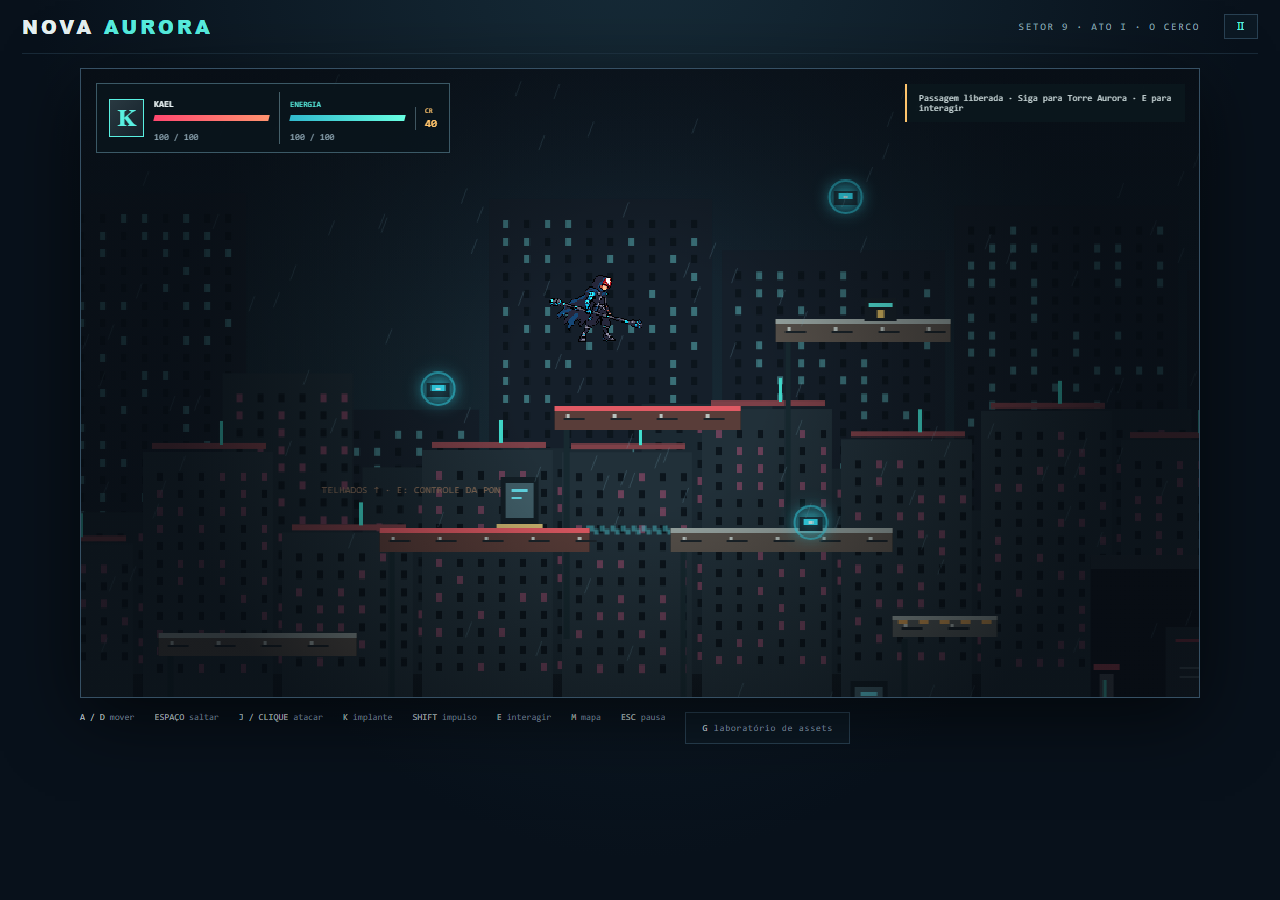 NOVA AURORA
SETOR 9 · ATO I · O CERCO
II
K
KAEL
100 / 100
ENERGIA
100 / 100
CR
40
Passagem liberada · Siga para Torre Aurora · E para
interagir
TELHADOS ↑ - E: CONTROLE DA PON
A / D mover
ESPAÇO saltar
J / CLIQUE atacar
K implante
SHIFT impulso
E interagir
M mapa
ESC pausa
G laboratório de assets